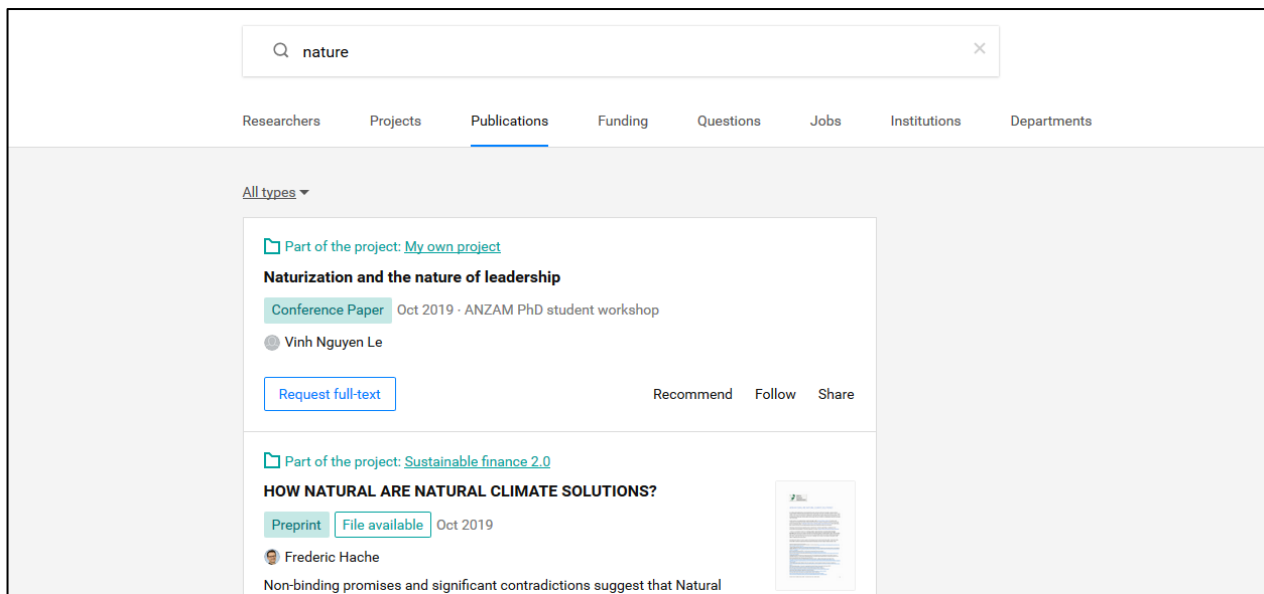 nature
Researchers Projects Publications Funding Questions Jobs Institutions Departments
All types
Part of the project: My own project
Naturization and the nature of leadership
Conference Paper Oct 2019 · ANZAM PhD student workshop
Vinh Nguyen Le
Request full-text Recommend Follow Share
Part of the project: Sustainable finance 2.0
HOW NATURAL ARE NATURAL CLIMATE SOLUTIONS?
Preprint File available Oct 2019
Frederic Hache
Non-binding promises and significant contradictions suggest that Natural